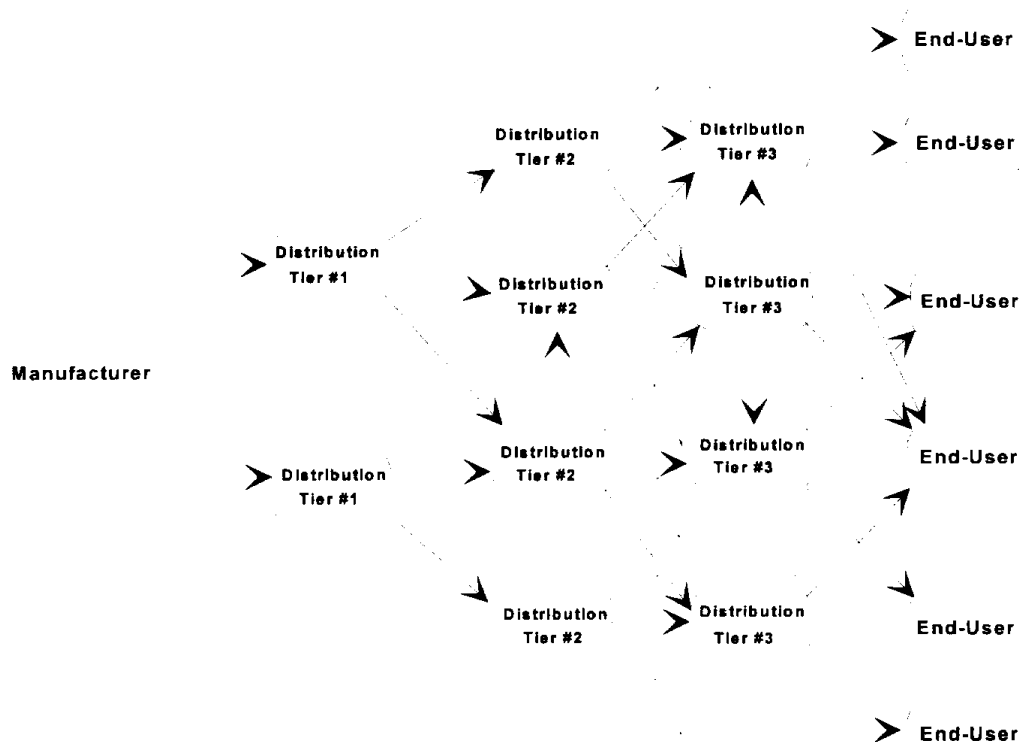 Manufacturer
Distribution
Tier #1
Distribution
Tier #1
Distribution
Tier #2
Distribution
Tier #2
Distribution
Tier #2
Distribution
Tier #2
Distribution
Tier #3
Distribution
Tier #3
Distribution
Tier #3
Distribution
Tier #3
End-User
End-User
End-User
End-User
End-User
End-User